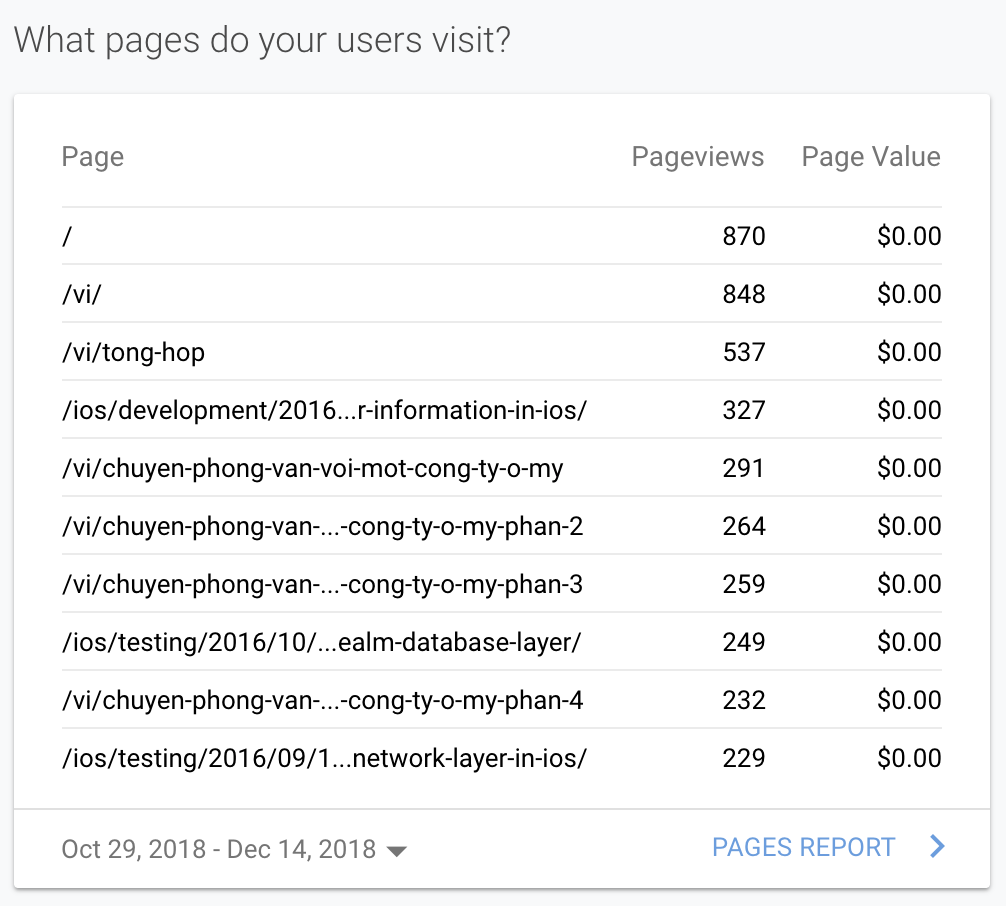 What pages do your users visit?
Page Pageviews Page Value
/ 870 $0.00
/vi/ 848 $0.00
/vi/tong-hop 537 $0.00
/ios/development/2016...r-information-in-ios/ 327 $0.00
/vi/chuyen-phong-van-voi-mot-cong-ty-o-my 291 $0.00
/vi/chuyen-phong-van-...-cong-ty-o-my-phan-2 264 $0.00
/vi/chuyen-phong-van-...-cong-ty-o-my-phan-3 259 $0.00
/ios/testing/2016/10/...ealm-database-layer/ 249 $0.00
/vi/chuyen-phong-van-...-cong-ty-o-my-phan-4 232 $0.00
/ios/testing/2016/09/1...network-layer-in-ios/ 229 $0.00
Oct 29, 2018 - Dec 14, 2018 PAGES REPORT